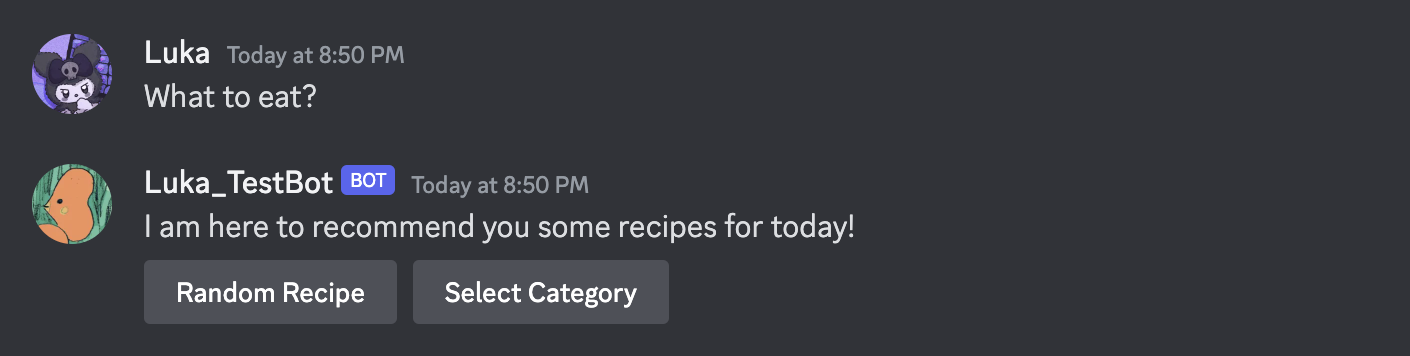 Luka Today at 8:50 PM
What to eat?
Luka_TestBot BOT Today at 8:50 PM
I am here to recommend you some recipes for today!
Random Recipe Select Category